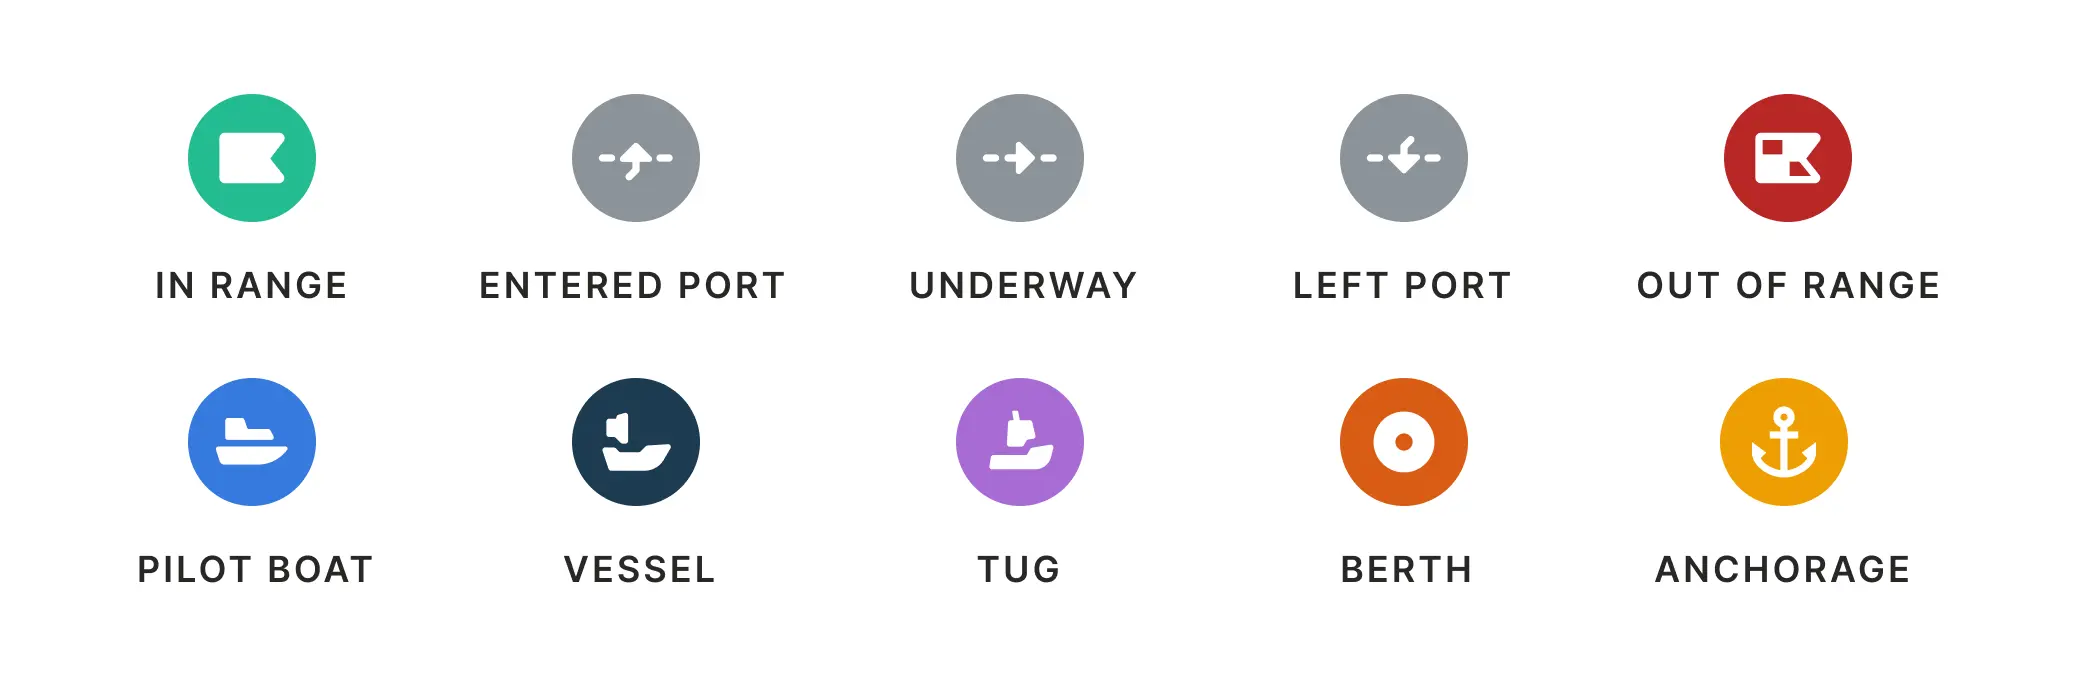 IN RANGE
ENTERED PORT
UNDERWAY
LEFT PORT
OUT OF RANGE
PILOT BOAT
VESSEL
TUG
BERTH
ANCHORAGE